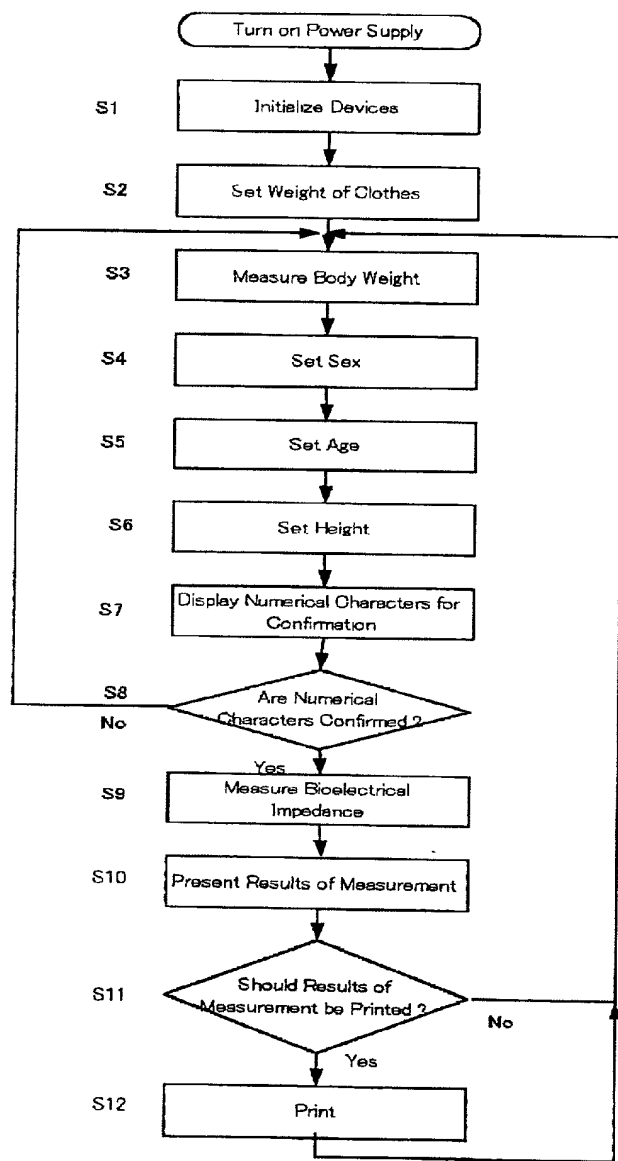 Turn on Power Supply
S1
Initialize Devices
S2
Set Weight of Clothes
S3
Measure Body Weight
S4
Set Sex
S5
Set Age
S6
Set Height
S7
Display Numerical Characters for
Confirmation
S8
Are Numerical
Characters Confirmed ?
No
Yes
S9
Measure Bioelectrical
Impedance
S10
Present Results of Measurement
S11
Should Results of
Measurement be Printed ?
No
Yes
S12
Print